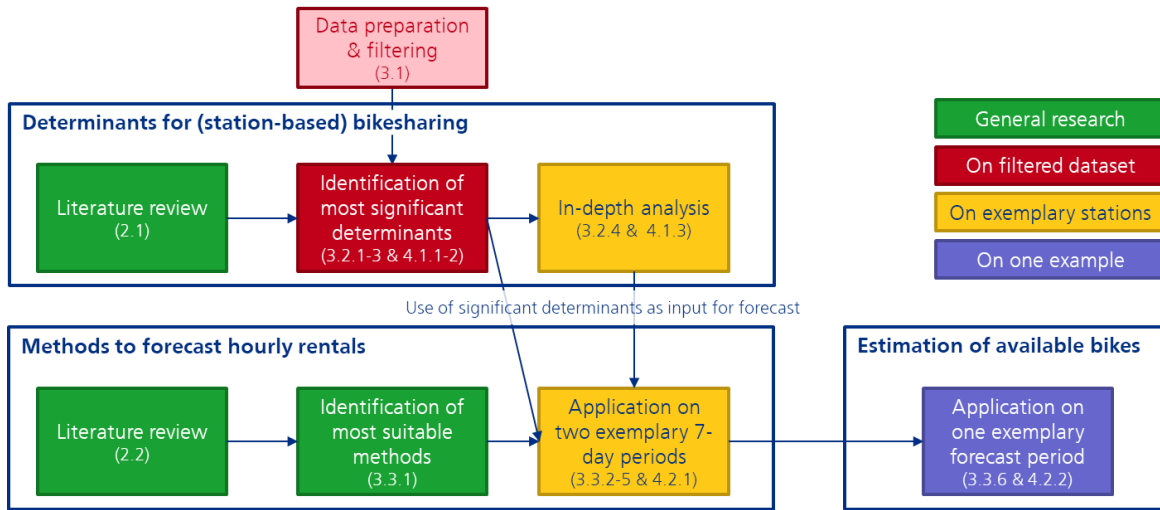 Data preparation
& filtering
(3.1)
Determinants for (station-based) bikesharing
Literature review
(2.1)
Identification of
most significant
determinants
(3.2.1-3 & 4.1.1-2)
In-depth analysis
(3.2.4 & 4.1.3)
General research
On filtered dataset
On exemplary stations
On one example
Use of significant determinants as input for forecast
Methods to forecast hourly rentals
Literature review
(2.2)
Identification of
most suitable
methods
(3.3.1)
Application on
two exemplary 7-
day periods
(3.3.2-5 & 4.2.1)
Estimation of available bikes
Application on
one exemplary
forecast period
(3.3.6 & 4.2.2)